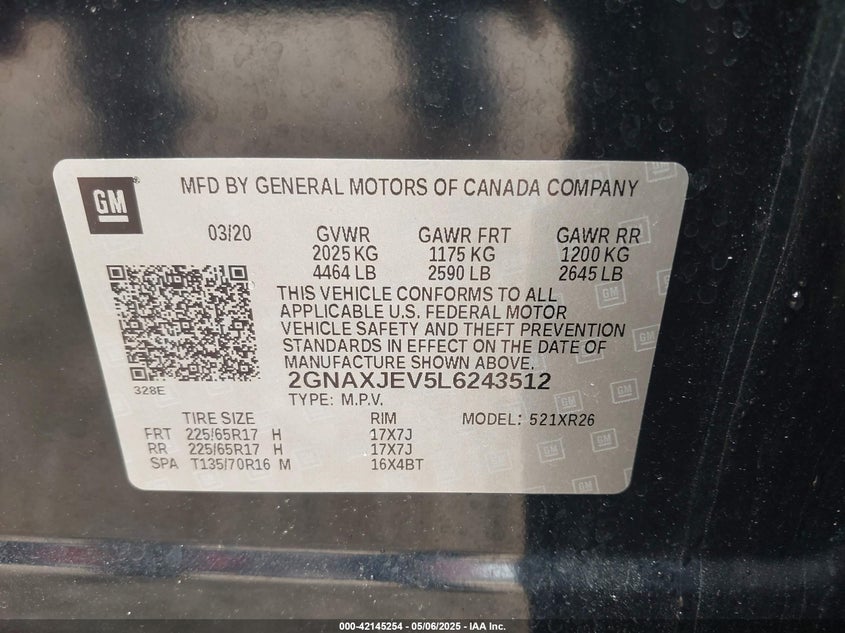 GM
MFD BY GENERAL MOTORS OF CANADA COMPANY
03/20 GVWR GAWR FRT GAWR RR
2025 KG 1175 KG 1200 KG
4464 LB 2590 LB 2645 LB
THIS VEHICLE CONFORMS TO ALL
APPLICABLE U.S. FEDERAL MOTOR
VEHICLE SAFETY AND THEFT PREVENTION
STANDARDS IN EFFECT ON THE DATE OF
MANUFACTURE SHOWN ABOVE.
328E
2GNAXJEV5L6243512
TYPE: M.P.V.
TIRE SIZE RIM MODEL: 521XR26
FRT 225/65R17 H 17X7J
RR 225/65R17 H 17X7J
SPA T135/70R16 M 16X4BT
000-42145254 - 05/06/2025 - IAA Inc.